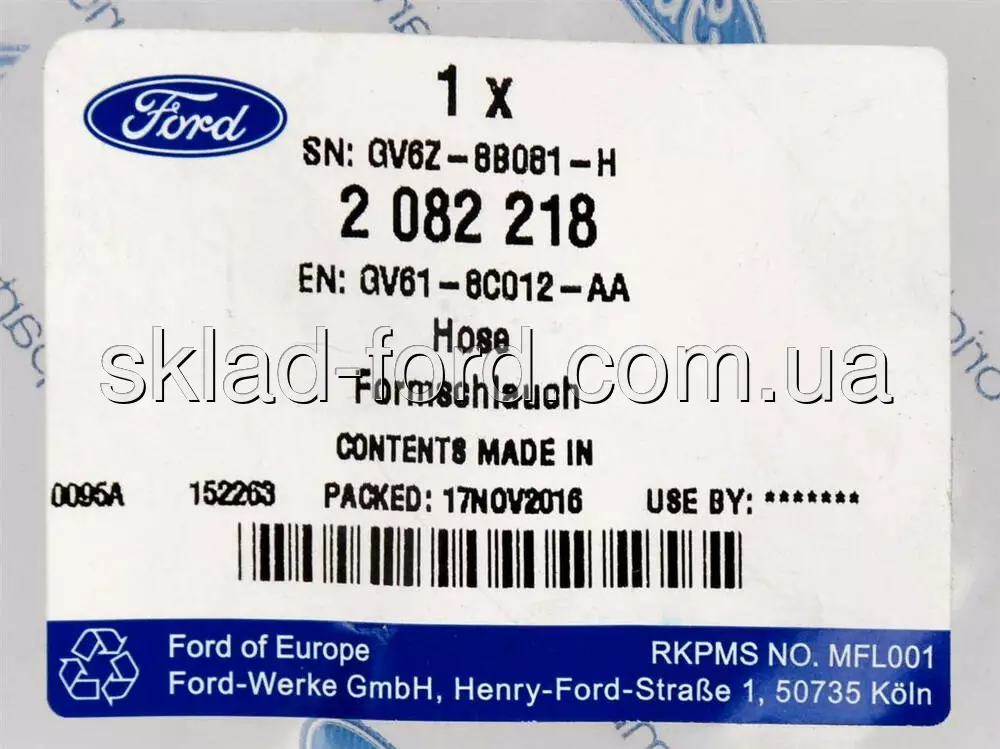 Ford
1 x
SN: GV6Z-8B081-H
2 082 218
EN: GV61-8C012-AA
Hose
sklad-ford.com.ua
Formschlauch
CONTENTS MADE IN
0095A 152263 PACKED: 17NOV2016 USE BY: *******
Ford of Europe RKPMS NO. MFL001
Ford-Werke GmbH, Henry-Ford-Straße 1, 50735 Köln